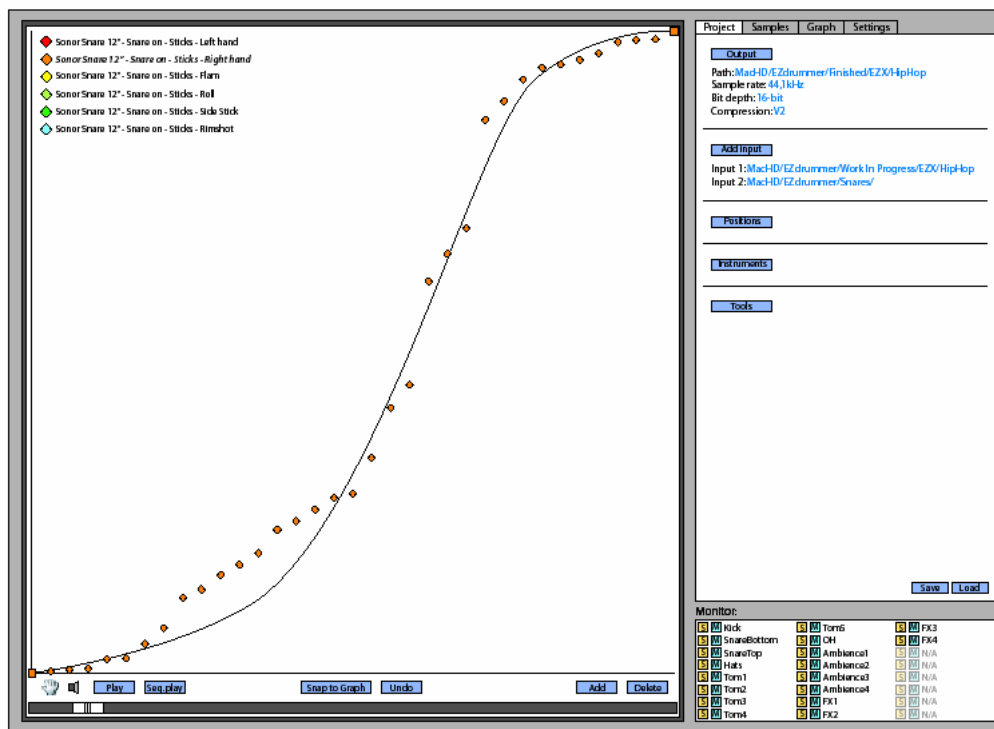 Sonor Snare 12"- Snare on - Sticks - Left hand
Sonor Snare 12"- Snare on - Sticks - Right hand
Sonor Snare 12"- Snare on - Sticks - Flam
Sonor Snare 12"- Snare on - Sticks - Roll
Sonor Snare 12"- Snare on - Sticks - Side Stick
Sonor Snare 12"- Snare on - Sticks - Rimshot
Play Seq.play Snap to Graph Undo Add Delete
Project Samples Graph Settings
Output
Path: MacHD/EZdrummer/Finished/EZX/HipHop
Sample rate: 44,1kHz
Bit depth: 16-bit
Compression: V2
Add input
Input 1: MacHD/EZdrummer/Work In Progress/EZX/HipHop
Input 2: MacHD/EZdrummer/Snares/
Positions
Instruments
Tools
Save Load
Monitor:
S M Kick S M Tom5 S M FX3
S M SnareBottom S M OH S M FX4
S M SnareTop S M Ambience1 S M N/A
S M Hats S M Ambience2 S M N/A
S M Tom1 S M Ambience3 S M N/A
S M Tom2 S M Ambience4 S M N/A
S M Tom3 S M FX1 S M N/A
S M Tom4 S M FX2 S M N/A